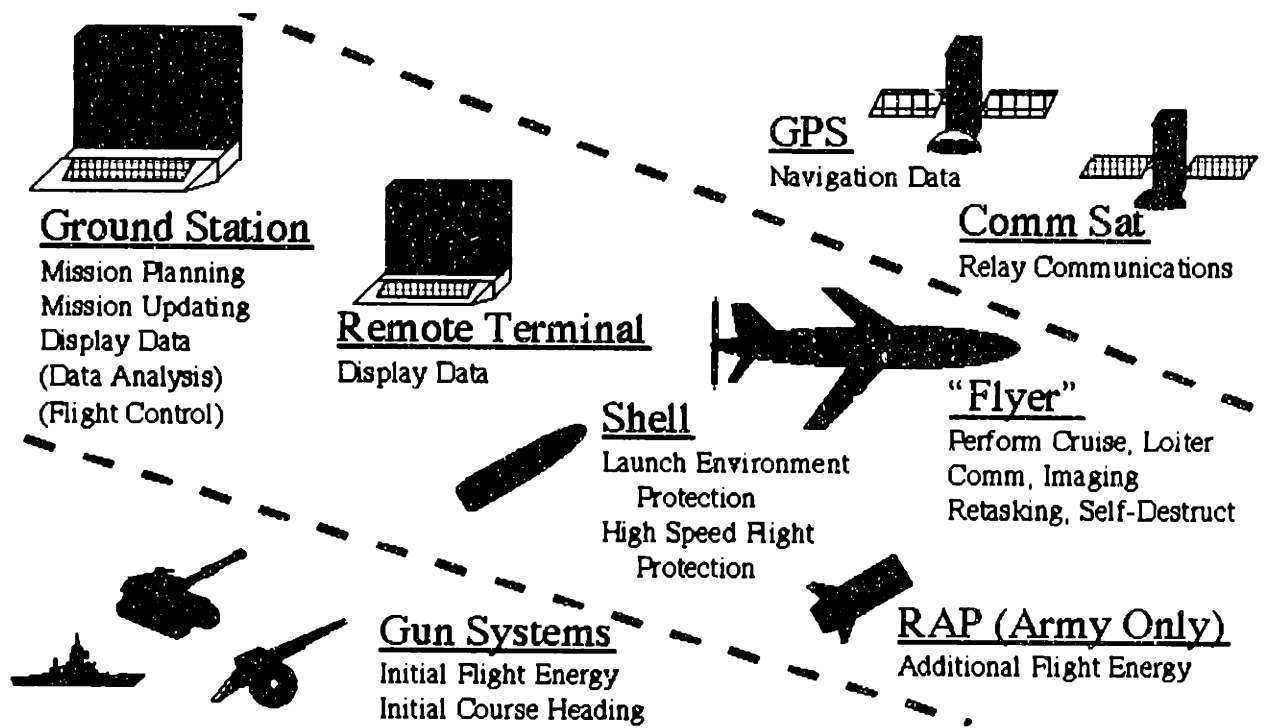 Ground Station
Mission Planning
Mission Updating
Display Data
(Data Analysis)
(Flight Control)
Remote Terminal
Display Data
GPS
Navigation Data
Comm Sat
Relay Communications
"Flyer"
Perform Cruise, Loiter
Comm, Imaging
Retasking, Self-Destruct
Shell
Launch Environment
Protection
High Speed Flight
Protection
Gun Systems
Initial Flight Energy
Initial Course Heading
RAP (Army Only)
Additional Flight Energy